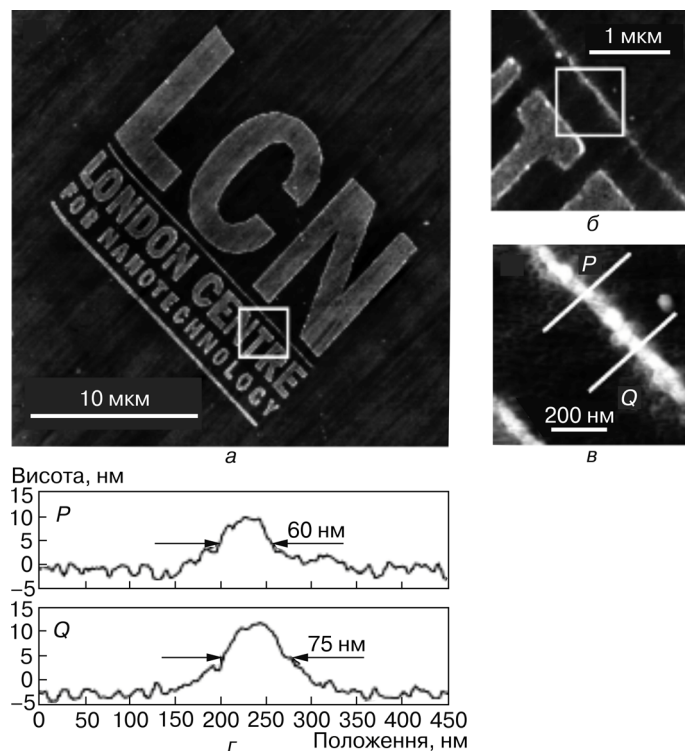 LCN
LONDON CENTRE
FOR NANOTECHNOLOGY
10 мкм
а
1 мкм
б
P
Q
200 нм
в
Висота, нм
15
10
5
0
−5
P
60 нм
15
10
5
0
−5
Q
75 нм
0 50 100 150 200 250 300 350 400 450
г
Положення, нм